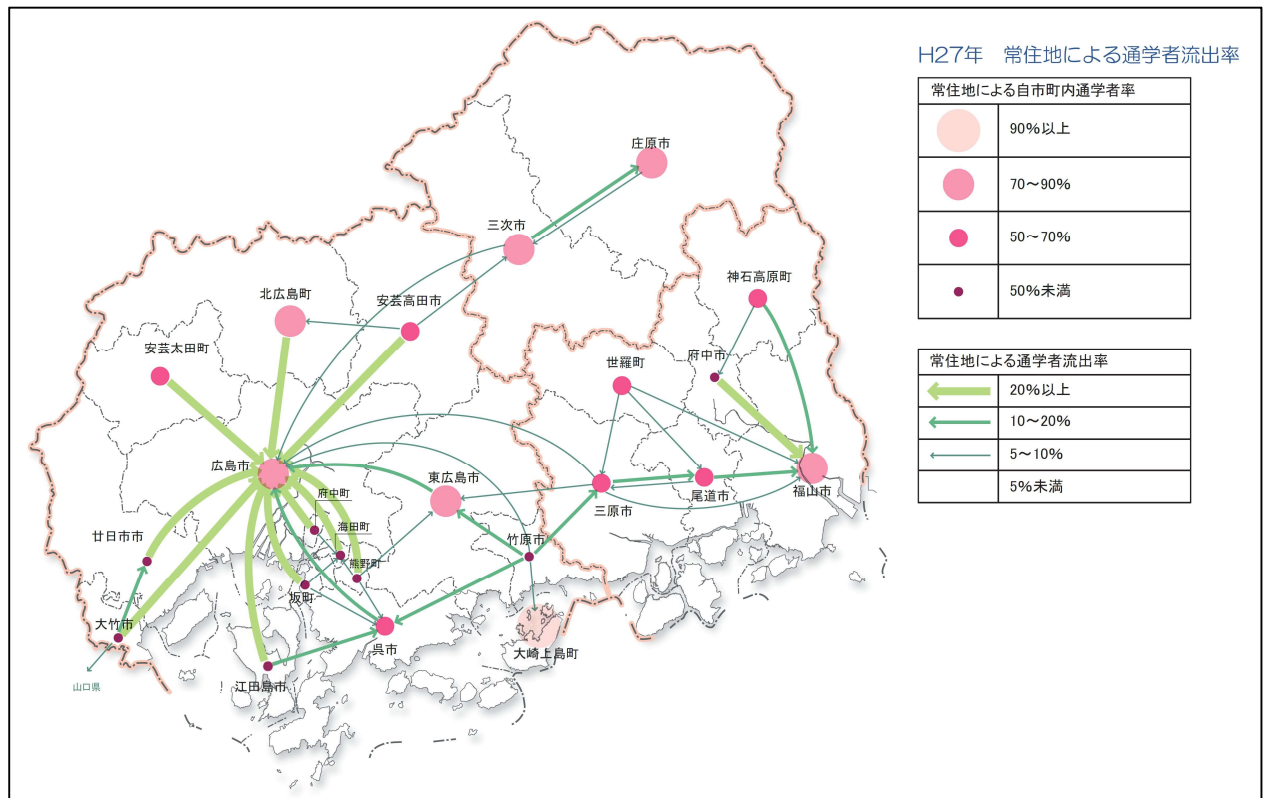 H27年　常住地による通学者流出率
常住地による自市町内通学者率
90%以上
70～90%
50～70%
50%未満
常住地による通学者流出率
20%以上
10～20%
5～10%
5%未満
庄原市
三次市
神石高原町
北広島町
安芸高田市
安芸太田町
世羅町
府中市
広島市
東広島市
福山市
尾道市
府中町
三原市
海田町
廿日市市
竹原市
熊野町
坂町
大竹市
呉市
大崎上島町
山口県
江田島市